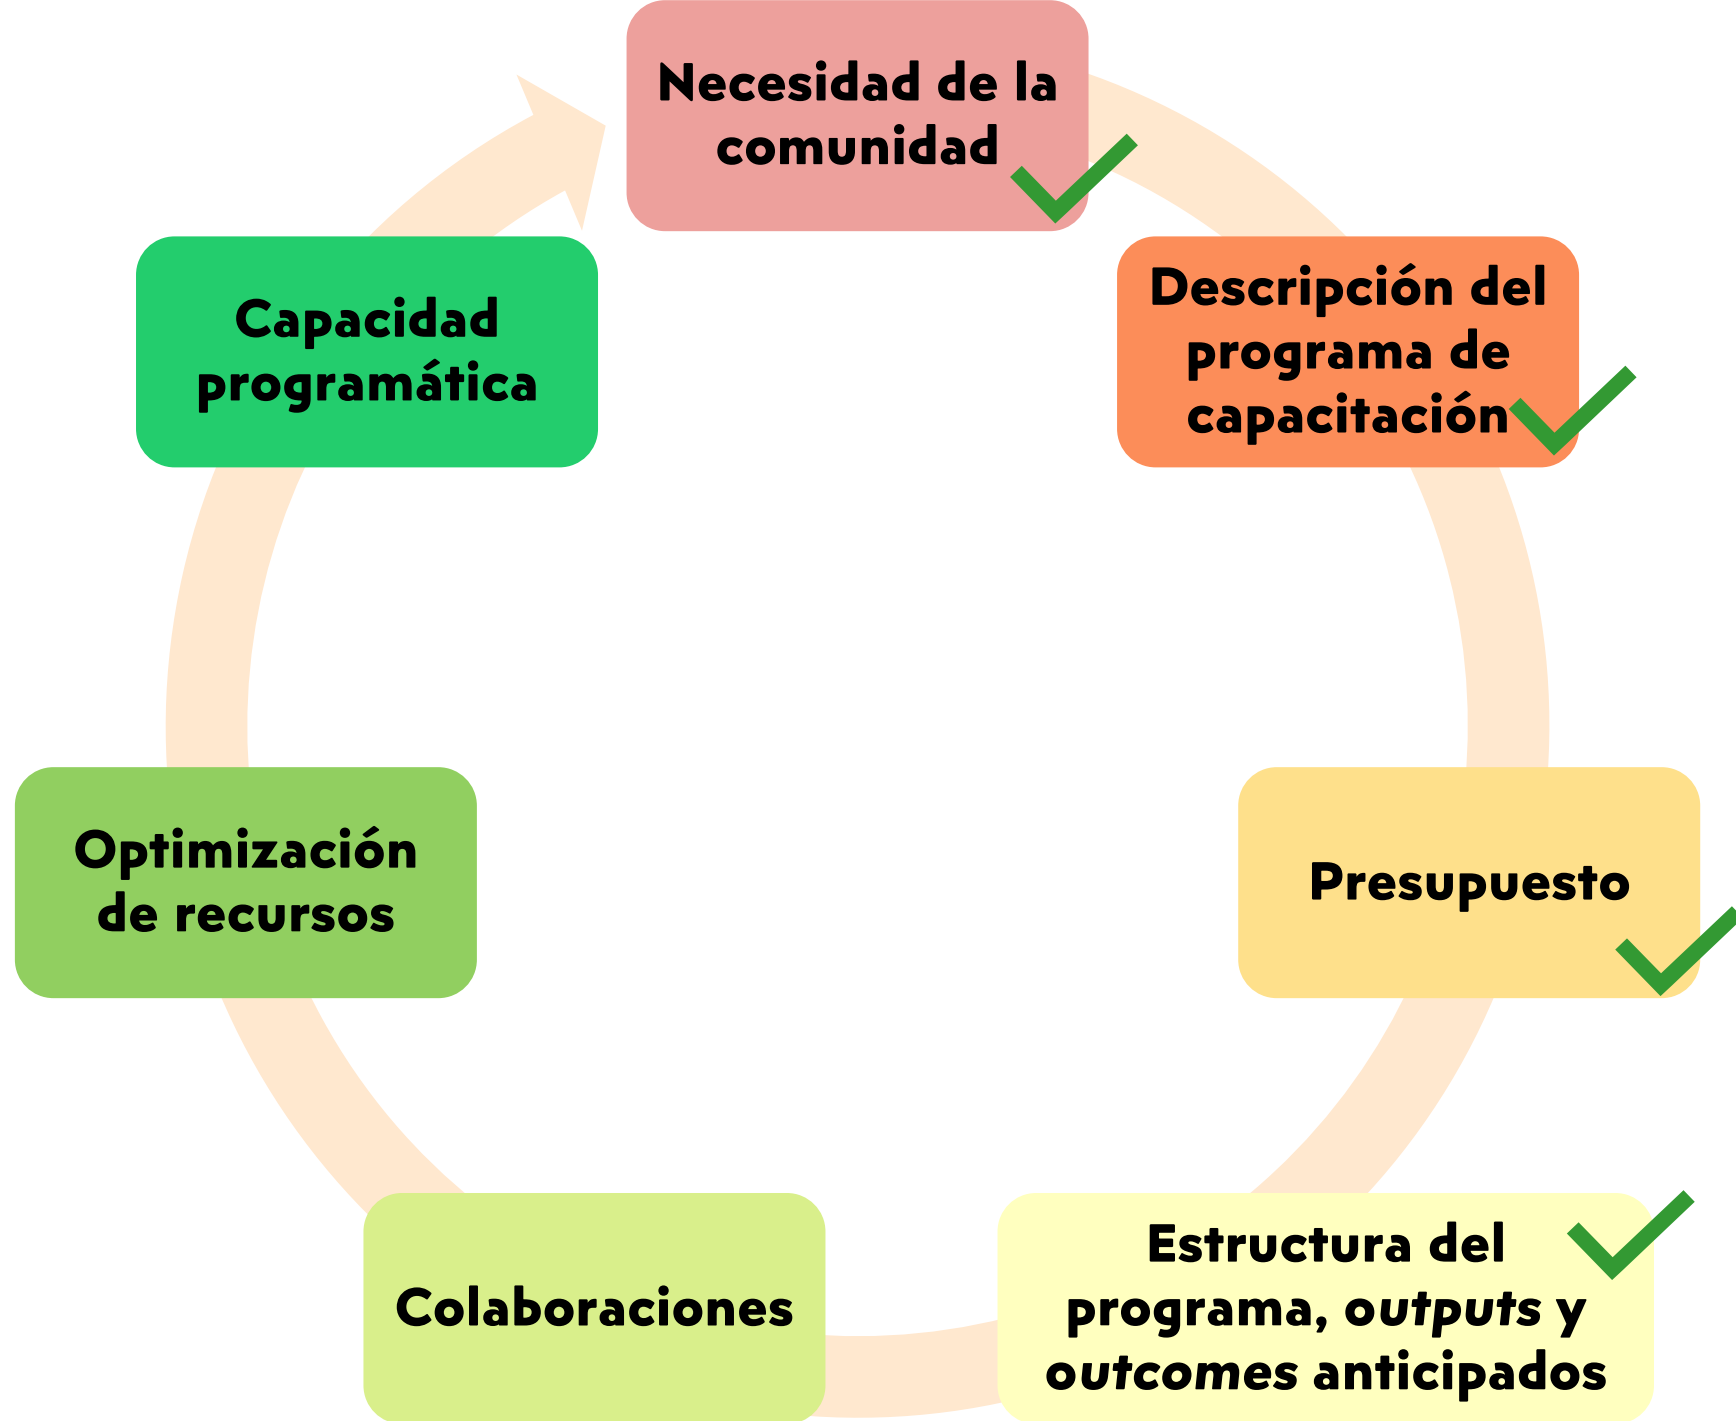 Necesidad de la
comunidad
Descripción del
programa de
capacitación
Presupuesto
Estructura del
programa, outputs y
outcomes anticipados
Colaboraciones
Optimización
de recursos
Capacidad
programática